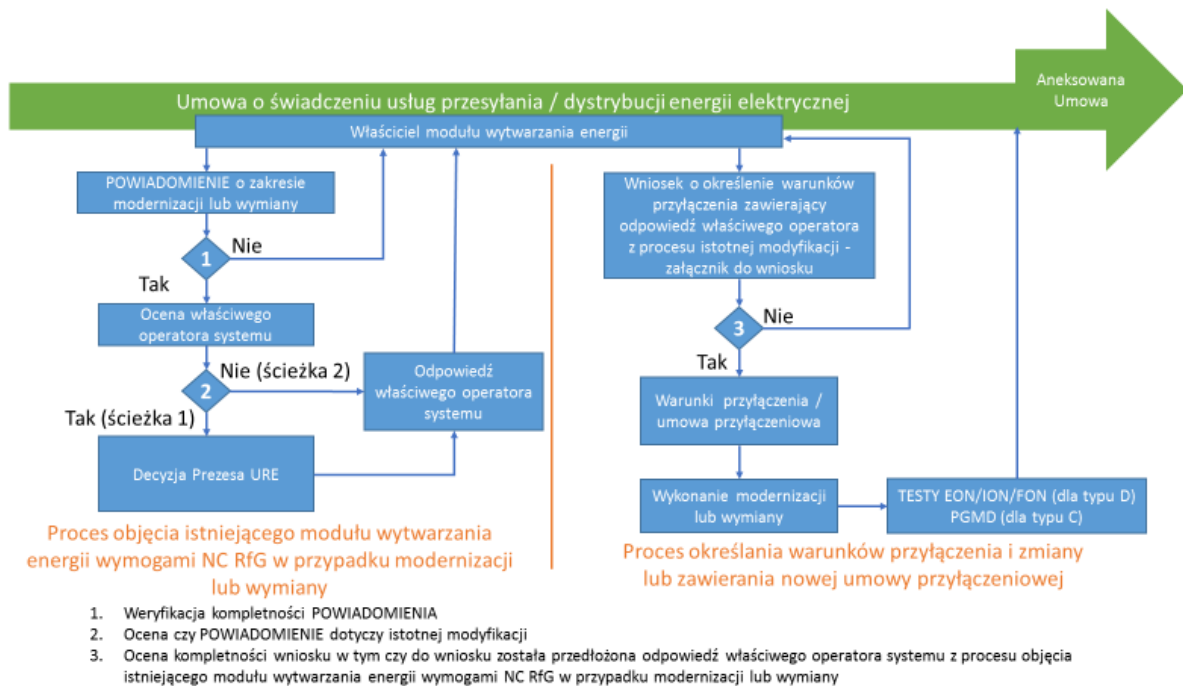 Aneksowana
Umowa
Umowa o świadczeniu usług przesyłania / dystrybucji energii elektrycznej
Właściciel modułu wytwarzania energii
POWIADOMIENIE o zakresie
modernizacji lub wymiany
1
Nie
Tak
Ocena właściwego
operatora systemu
2
Nie (ścieżka 2)
Tak (ścieżka 1)
Odpowiedź
właściwego operatora
systemu
Decyzja Prezesa URE
Proces objęcia istniejącego modułu wytwarzania
energii wymogami NC RfG w przypadku modernizacji
lub wymiany
Wniosek o określenie warunków
przyłączenia zawierający
odpowiedź właściwego operatora
z procesu istotnej modyfikacji -
załącznik do wniosku
3
Nie
Tak
Warunki przyłączenia /
umowa przyłączeniowa
Wykonanie modernizacji
lub wymiany
TESTY EON/ION/FON (dla typu D)
PGMD (dla typu C)
Proces określania warunków przyłączenia i zmiany
lub zawierania nowej umowy przyłączeniowej
1. Weryfikacja kompletności POWIADOMIENIA
2. Ocena czy POWIADOMIENIE dotyczy istotnej modyfikacji
3. Ocena kompletności wniosku w tym czy do wniosku została przedłożona odpowiedź właściwego operatora systemu z procesu objęcia
istniejącego modułu wytwarzania energii wymogami NC RfG w przypadku modernizacji lub wymiany